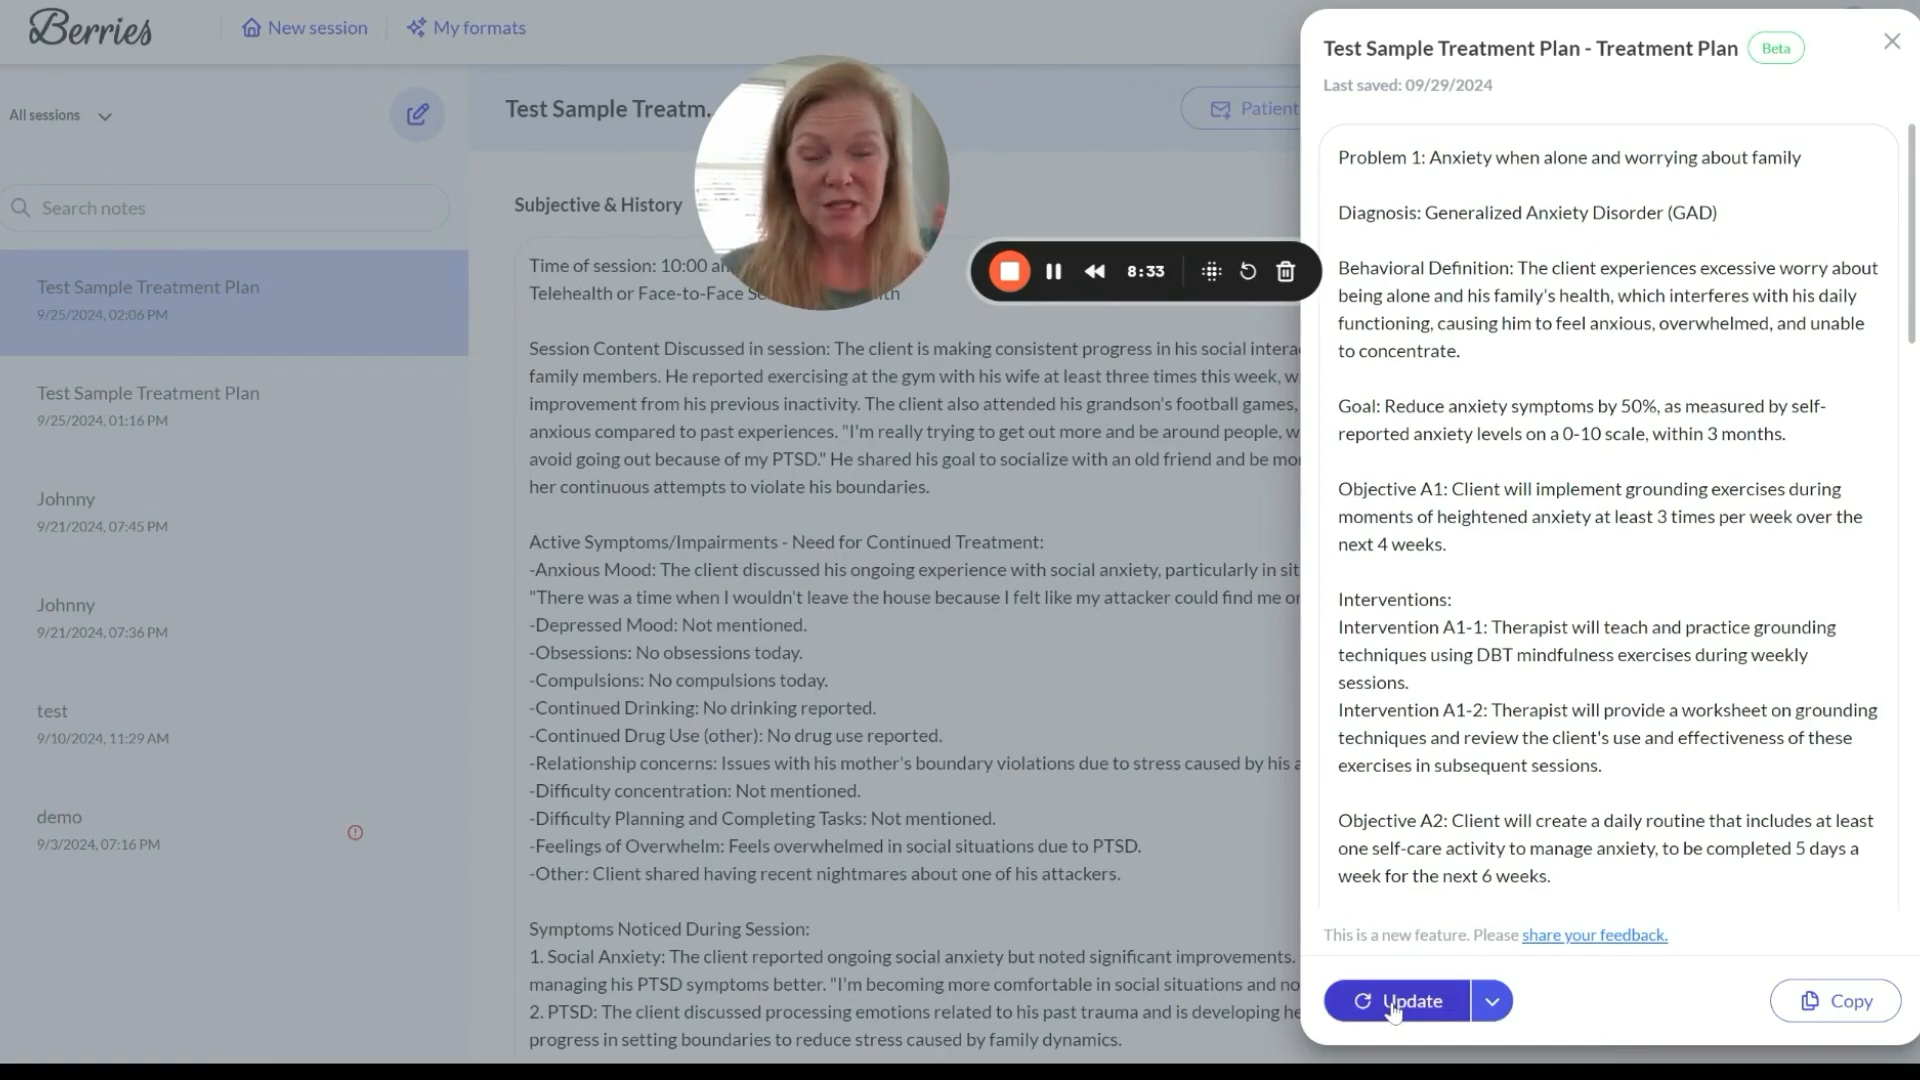 Berries
New session
My formats
All sessions
Search notes
Test Sample Treatment Plan
9/25/2024, 02:06 PM
Test Sample Treatment Plan
9/25/2024, 01:16 PM
Johnny
9/21/2024, 07:45 PM
Johnny
9/21/2024, 07:36 PM
test
9/10/2024, 11:29 AM
demo
9/3/2024, 07:16 PM
Test Sample Treatm.
Patient
Subjective & History
Time of session: 10:00 a
Telehealth or Face-to-Face Se
Session Content Discussed in session: The client is making consistent progress in his social intera
family members. He reported exercising at the gym with his wife at least three times this week, w
improvement from his previous inactivity. The client also attended his grandson's football games,
anxious compared to past experiences. "I'm really trying to get out more and be around people, w
avoid going out because of my PTSD." He shared his goal to socialize with an old friend and be mo
her continuous attempts to violate his boundaries.
Active Symptoms/Impairments - Need for Continued Treatment:
-Anxious Mood: The client discussed his ongoing experience with social anxiety, particularly in sit
"There was a time when I wouldn't leave the house because I felt like my attacker could find me or
-Depressed Mood: Not mentioned.
-Obsessions: No obsessions today.
-Compulsions: No compulsions today.
-Continued Drinking: No drinking reported.
-Continued Drug Use (other): No drug use reported.
-Relationship concerns: Issues with his mother's boundary violations due to stress caused by his a
-Difficulty concentration: Not mentioned.
-Difficulty Planning and Completing Tasks: Not mentioned.
-Feelings of Overwhelm: Feels overwhelmed in social situations due to PTSD.
-Other: Client shared having recent nightmares about one of his attackers.
Symptoms Noticed During Session:
1. Social Anxiety: The client reported ongoing social anxiety but noted significant improvements.
managing his PTSD symptoms better. "I'm becoming more comfortable in social situations and no
2. PTSD: The client discussed processing emotions related to his past trauma and is developing he
progress in setting boundaries to reduce stress caused by family dynamics.
8:33
Test Sample Treatment Plan - Treatment Plan
Beta
Last saved: 09/29/2024
Problem 1: Anxiety when alone and worrying about family
Diagnosis: Generalized Anxiety Disorder (GAD)
Behavioral Definition: The client experiences excessive worry about
being alone and his family's health, which interferes with his daily
functioning, causing him to feel anxious, overwhelmed, and unable
to concentrate.
Goal: Reduce anxiety symptoms by 50%, as measured by self-
reported anxiety levels on a 0-10 scale, within 3 months.
Objective A1: Client will implement grounding exercises during
moments of heightened anxiety at least 3 times per week over the
next 4 weeks.
Interventions:
Intervention A1-1: Therapist will teach and practice grounding
techniques using DBT mindfulness exercises during weekly
sessions.
Intervention A1-2: Therapist will provide a worksheet on grounding
techniques and review the client's use and effectiveness of these
exercises in subsequent sessions.
Objective A2: Client will create a daily routine that includes at least
one self-care activity to manage anxiety, to be completed 5 days a
week for the next 6 weeks.
This is a new feature. Please share your feedback.
Update
Copy